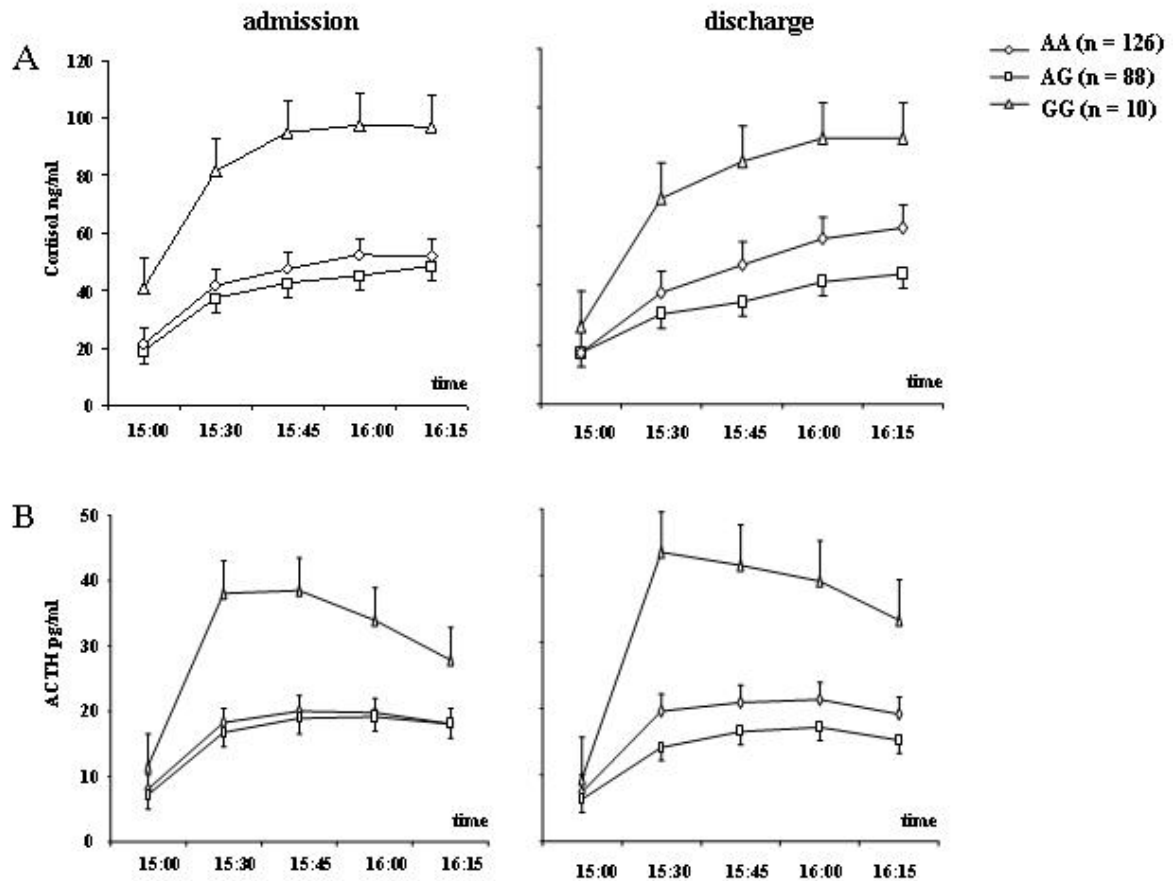 admission
discharge
AA (n = 126)
AG (n = 88)
GG (n = 10)
A
Cortisol ng/ml
120
100
80
60
40
20
0
time
15:00 15:30 15:45 16:00 16:15
time
15:00 15:30 15:45 16:00 16:15
B
ACTH pg/ml
50
40
30
20
10
0
time
15:00 15:30 15:45 16:00 16:15
time
15:00 15:30 15:45 16:00 16:15